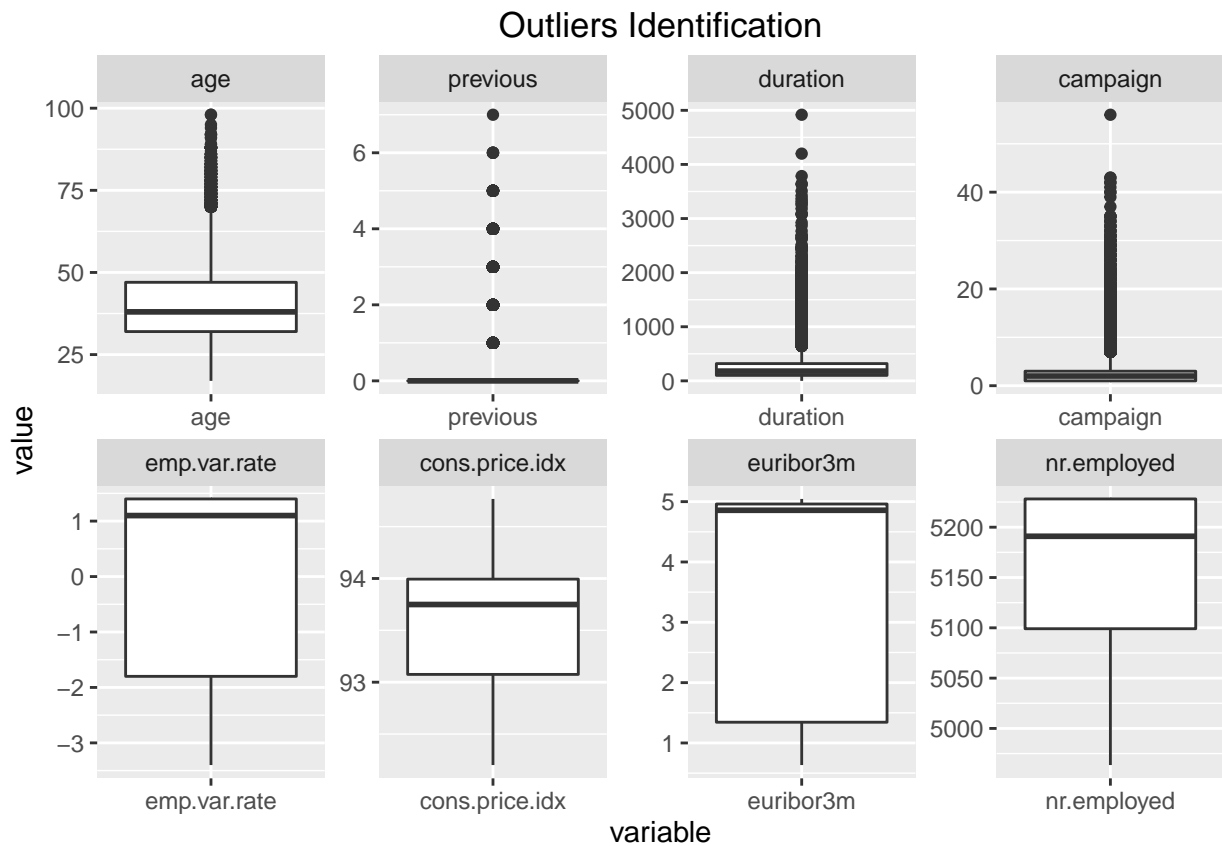 Outliers Identification
age
previous
duration
campaign
100
75
50
25
6
4
2
0
5000
4000
3000
2000
1000
0
40
20
0
age
previous
duration
campaign
value
emp.var.rate
cons.price.idx
euribor3m
nr.employed
1
0
−1
−2
−3
94
93
5
4
3
2
1
5200
5150
5100
5050
5000
emp.var.rate
cons.price.idx
euribor3m
nr.employed
variable